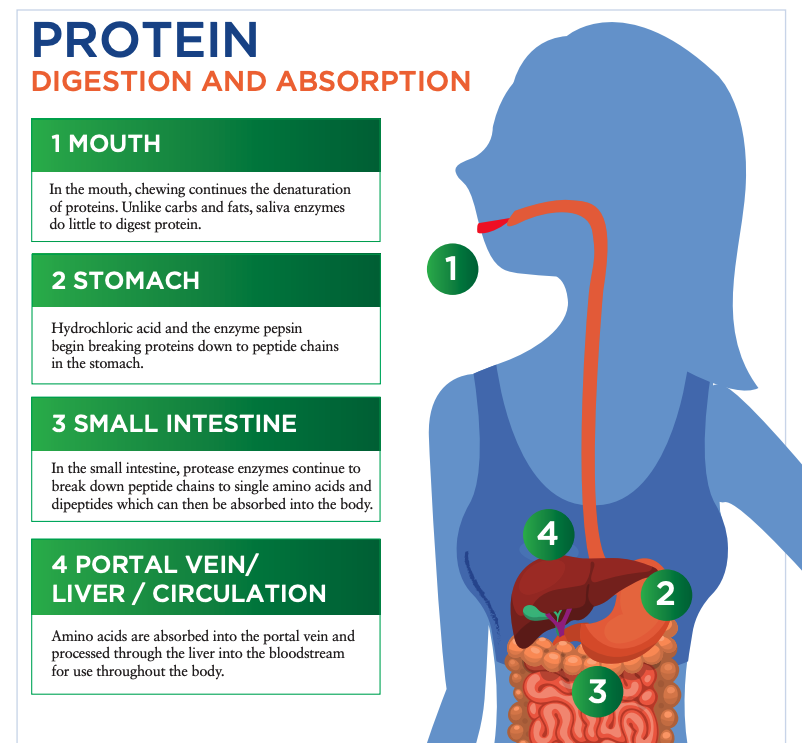 PROTEIN
DIGESTION AND ABSORPTION
1 MOUTH
In the mouth, chewing continues the denaturation
of proteins. Unlike carbs and fats, saliva enzymes
do little to digest protein.
2 STOMACH
Hydrochloric acid and the enzyme pepsin
begin breaking proteins down to peptide chains
in the stomach.
3 SMALL INTESTINE
In the small intestine, protease enzymes continue to
break down peptide chains to single amino acids and
dipeptides which can then be absorbed into the body.
4 PORTAL VEIN/
LIVER / CIRCULATION
Amino acids are absorbed into the portal vein and
processed through the liver into the bloodstream
for use throughout the body.
1
4
2
3